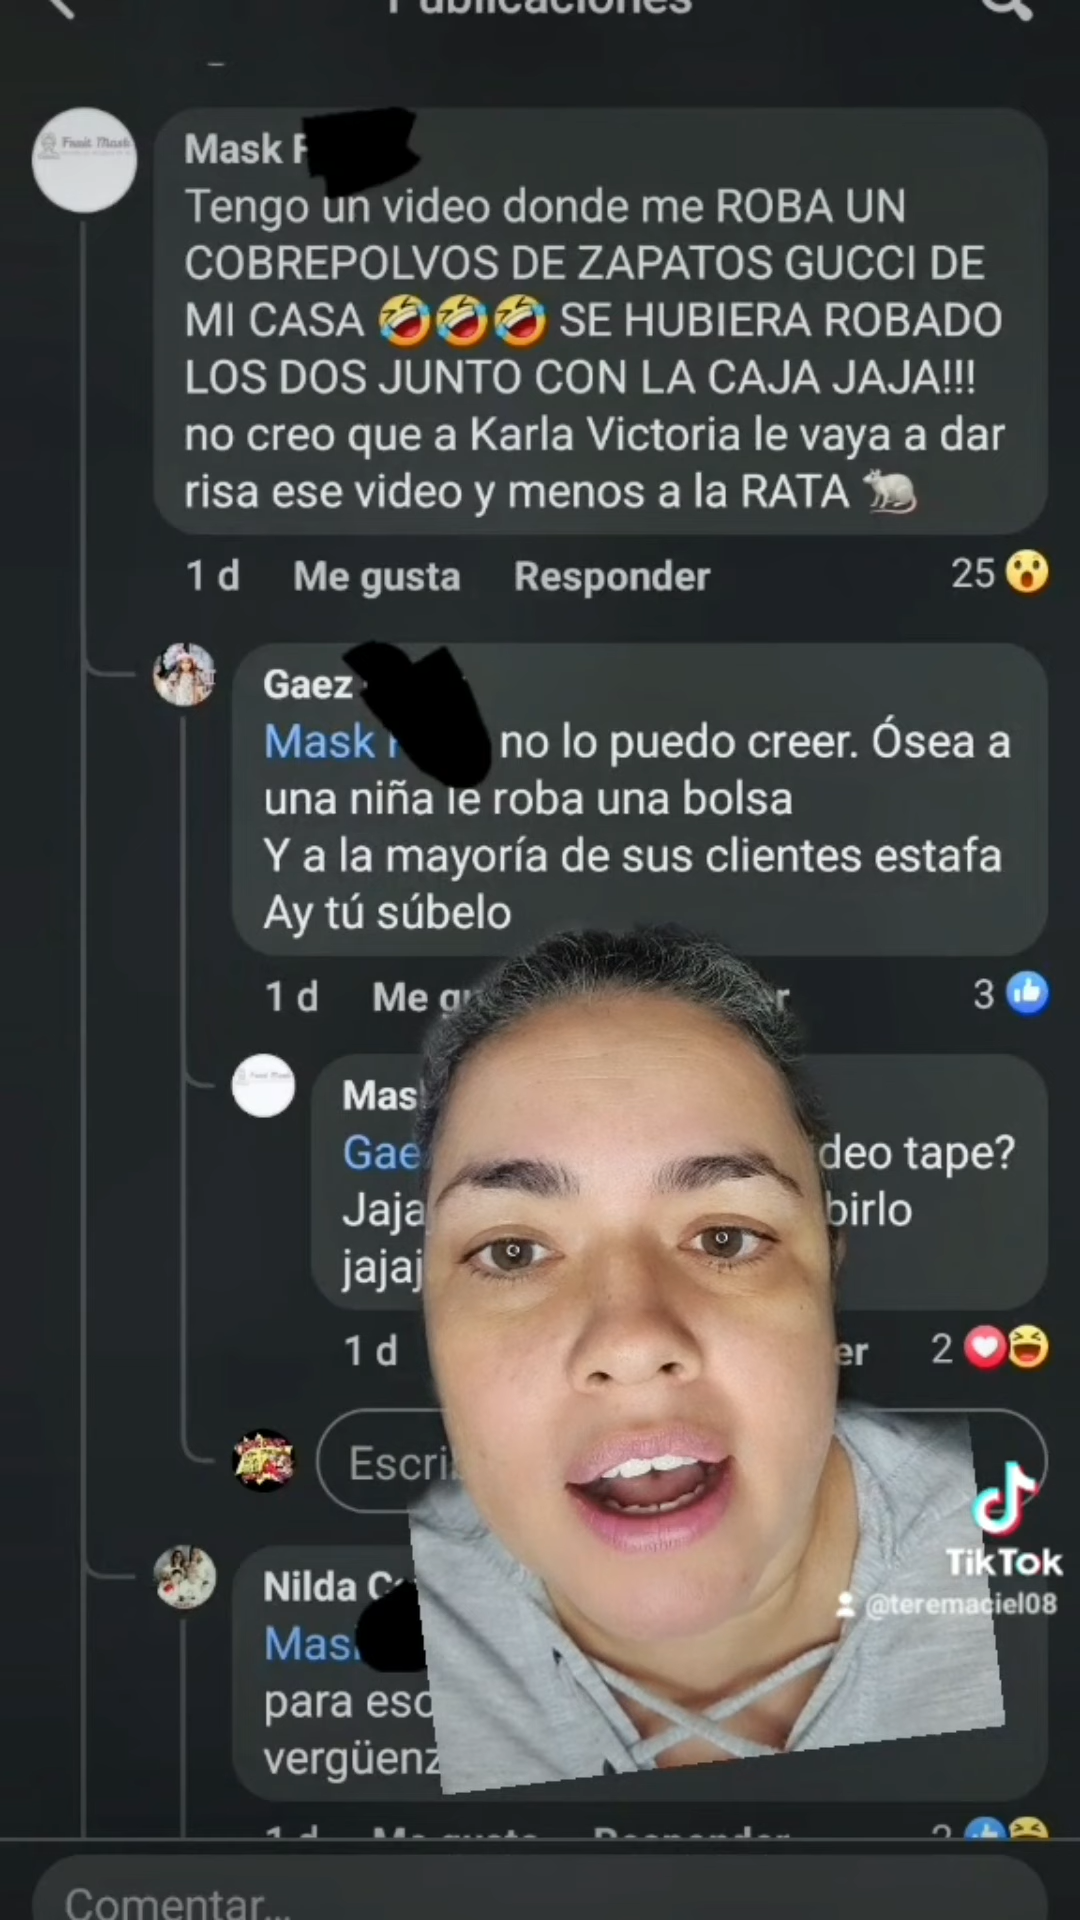 Publicaciones
Fruit Mask
Mask
Tengo un video donde me ROBA UN
COBREPOLVOS DE ZAPATOS GUCCI DE
MI CASA 🤣🤣🤣 SE HUBIERA ROBADO
LOS DOS JUNTO CON LA CAJA JAJA!!!
no creo que a Karla Victoria le vaya a dar
risa ese video y menos a la RATA 🐀
1 d Me gusta Responder 25
Gaez
Mask no lo puedo creer. Ósea a
una niña le roba una bolsa
Y a la mayoría de sus clientes estafa
Ay tú súbelo
1 d Me 3
Mas
Gae deo tape?
Jaja birlo
jajaj
1 d er 2
Escri
Nilda
Mas
para eso
vergüenz
1 d Me gusta Responder 2
Comentar...
TikTok
@teremaciel08